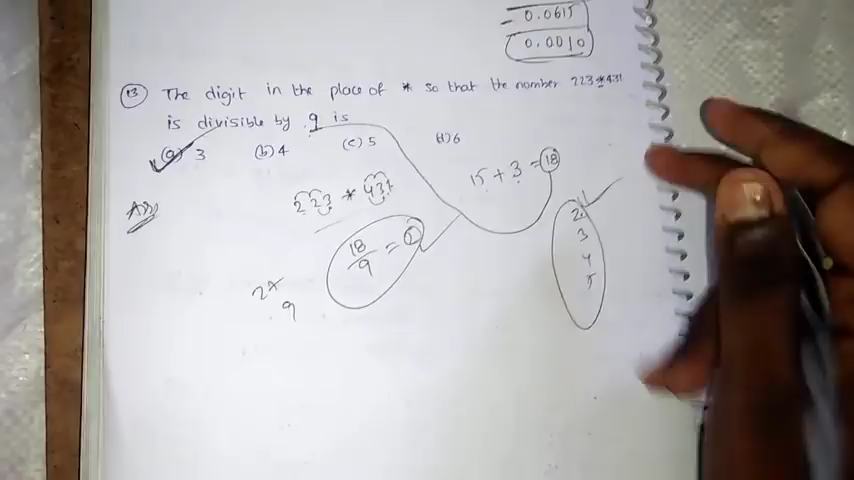 = 0.0615
0.0010
13 The digit in the place of * so that the number 223*431
is divisible by 9 is
(a) 3 (b) 4 (c) 5 (d) 6
Ans
223 * 431 15 + 3 = 18
18/9 = 2
2
3
4
5
9